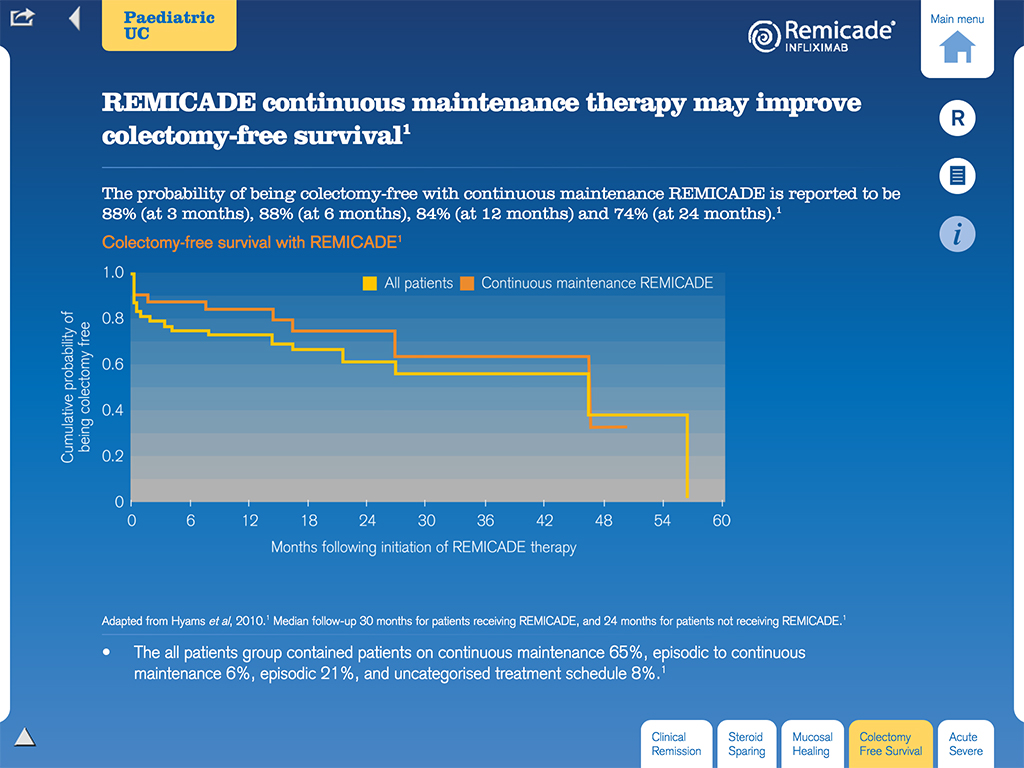 Paediatric
UC
Remicade®
INFLIXIMAB
Main menu
R
i
REMICADE continuous maintenance therapy may improve
colectomy-free survival¹
The probability of being colectomy-free with continuous maintenance REMICADE is reported to be
88% (at 3 months), 88% (at 6 months), 84% (at 12 months) and 74% (at 24 months).¹
Colectomy-free survival with REMICADE¹
All patients
Continuous maintenance REMICADE
Cumulative probability of
being colectomy free
1.0
0.8
0.6
0.4
0.2
0
0 6 12 18 24 30 36 42 48 54 60
Months following initiation of REMICADE therapy
Adapted from Hyams et al, 2010.¹ Median follow-up 30 months for patients receiving REMICADE, and 24 months for patients not receiving REMICADE.¹
• The all patients group contained patients on continuous maintenance 65%, episodic to continuous
maintenance 6%, episodic 21%, and uncategorised treatment schedule 8%.¹
Clinical
Remission
Steroid
Sparing
Mucosal
Healing
Colectomy
Free Survival
Acute
Severe